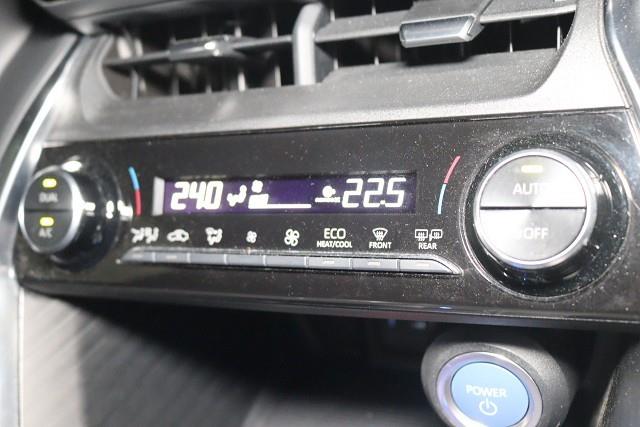 DUAL
A/C
24.0
22.5
AUTO
OFF
ECO
HEAT/COOL
FRONT
REAR
POWER